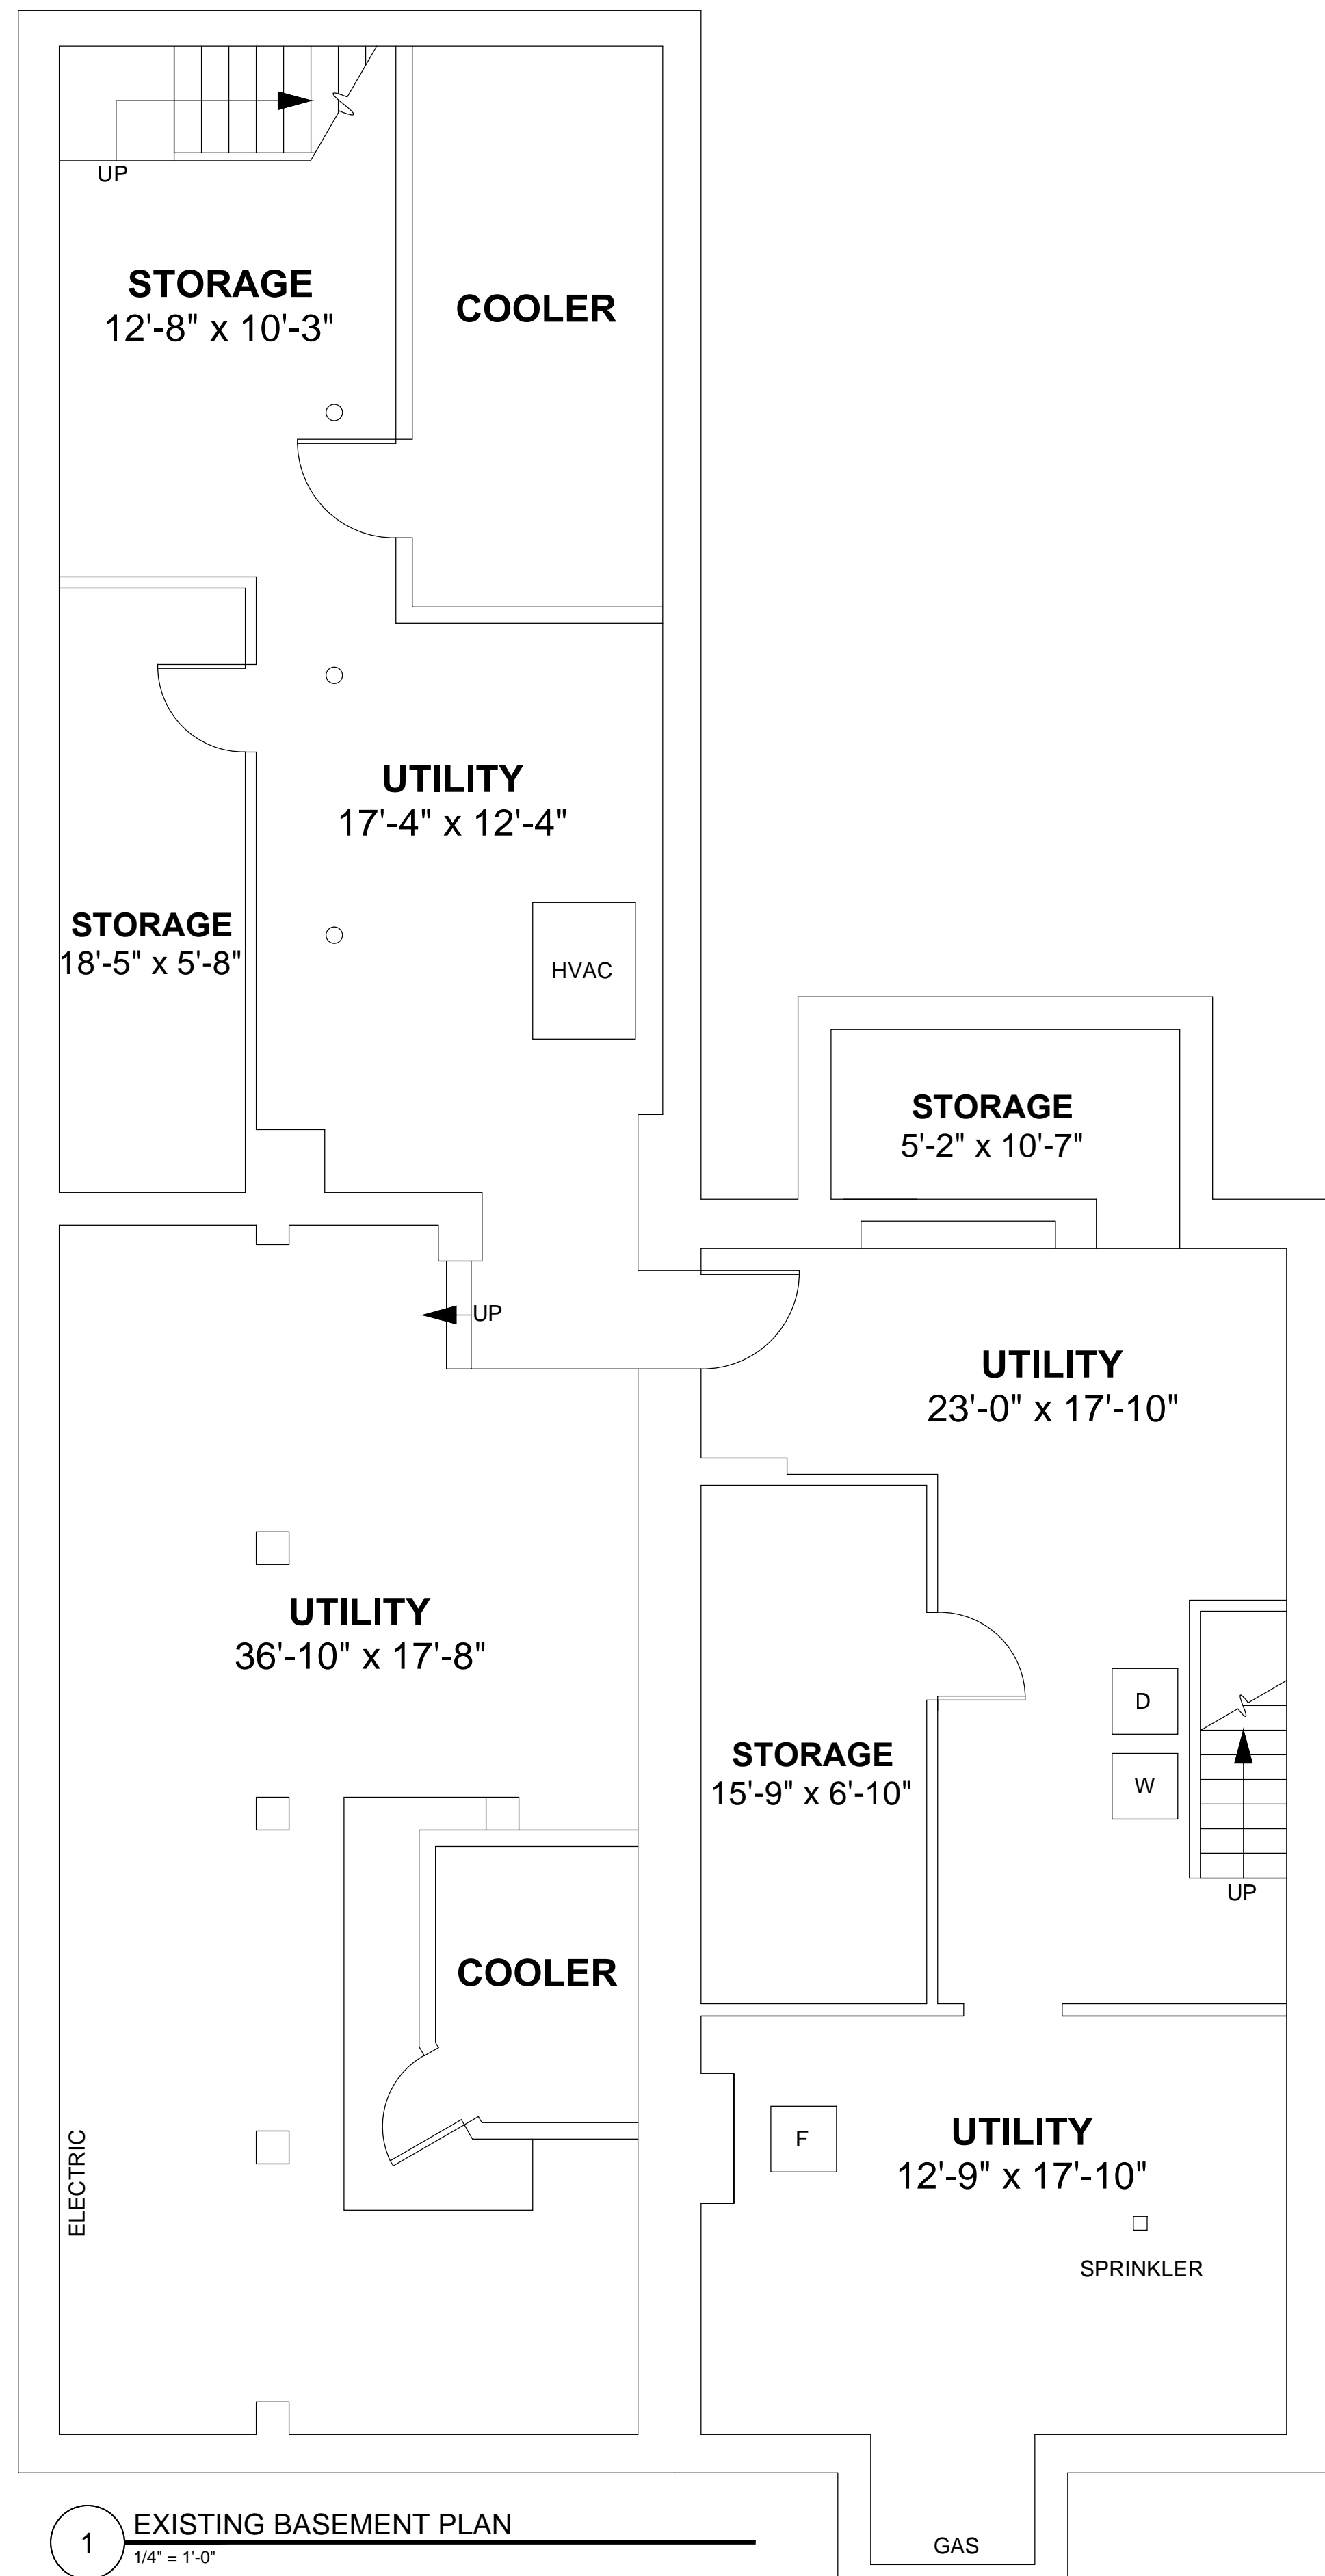 UP
STORAGE
12'-8" x 10'-3"
COOLER
UTILITY
17'-4" x 12'-4"
STORAGE
18'-5" x 5'-8"
HVAC
STORAGE
5'-2" x 10'-7"
UP
UTILITY
23'-0" x 17'-10"
UTILITY
36'-10" x 17'-8"
D
STORAGE
15'-9" x 6'-10"
W
UP
COOLER
ELECTRIC
F
UTILITY
12'-9" x 17'-10"
SPRINKLER
1
EXISTING BASEMENT PLAN
1/4" = 1'-0"
GAS